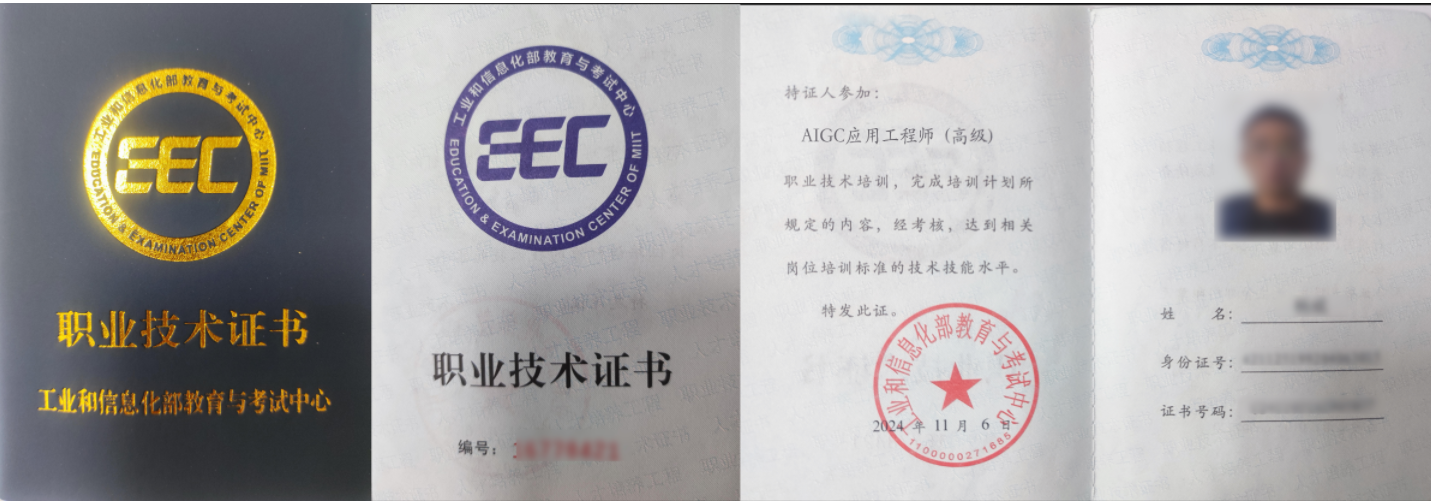 工业和信息化部教育与考试中心
EEC
EDUCATION & EXAMINATION CENTER OF MIIT
职业技术证书
工业和信息化部教育与考试中心
工业和信息化部教育与考试中心
EEC
EDUCATION & EXAMINATION CENTER OF MIIT
职业技术证书
编号：
持证人参加：
AIGC应用工程师（高级）
职业技术培训，完成培训计划所
规定的内容，经考核，达到相关
岗位培训标准的技术技能水平。
特发此证。
工业和信息化部教育与考试中心
2024 年 11 月 6 日
1100000271685
姓 名：
身份证号：
证书号码：